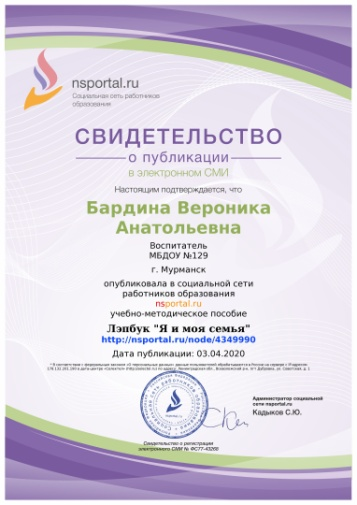 nsportal.ru
Социальная сеть работников
образования
СВИДЕТЕЛЬСТВО
о публикации
в электронном СМИ
Настоящим подтверждается, что
Бардина Вероника
Анатольевна
Воспитатель
МБДОУ №129
г. Мурманск
опубликовала в социальной сети
работников образования
nsportal.ru
учебно-методическое пособие
Лэпбук "Я и моя семья"
http://nsportal.ru/node/4349990
Дата публикации: 03.04.2020
Администратор социальной
сети nsportal.ru
Кадыков С.Ю.
Свидетельство о регистрации
электронного СМИ № ФС77-43268